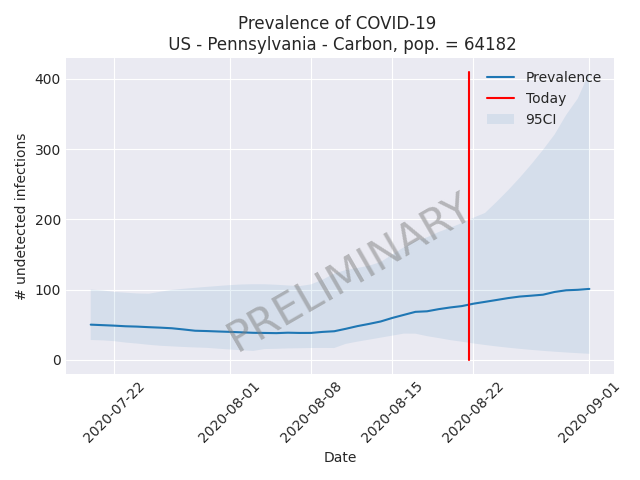 Prevalence of COVID-19
US - Pennsylvania - Carbon, pop. = 64182
400
300
200
100
0
# undetected infections
Prevalence
Today
95CI
PRELIMINARY
2020-07-22
2020-08-01
2020-08-08
2020-08-15
2020-08-22
2020-09-01
Date